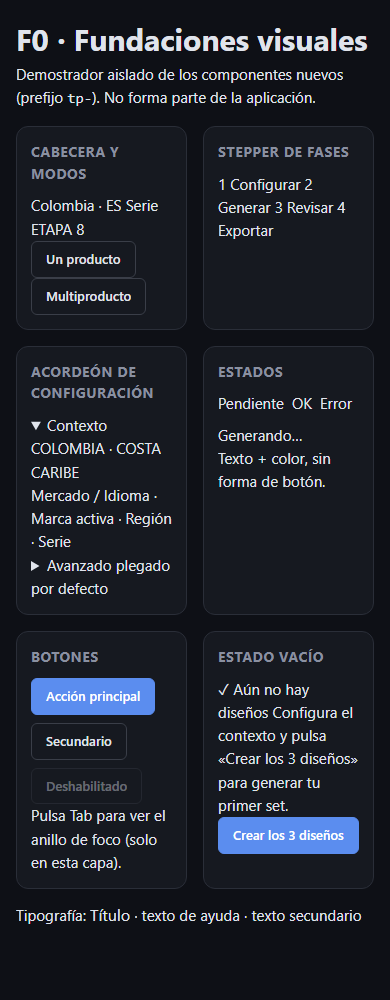 F0 · Fundaciones visuales
Demostrador aislado de los componentes nuevos
(prefijo tp-). No forma parte de la aplicación.
CABECERA Y
MODOS
Colombia · ES Serie
ETAPA 8
Un producto
Multiproducto
STEPPER DE FASES
1 Configurar 2
Generar 3 Revisar 4
Exportar
ACORDEÓN DE
CONFIGURACIÓN
▼ Contexto
COLOMBIA · COSTA
CARIBE
Mercado / Idioma ·
Marca activa · Región
· Serie
▶ Avanzado plegado
por defecto
ESTADOS
Pendiente OK Error
Generando…
Texto + color, sin
forma de botón.
BOTONES
Acción principal
Secundario
Deshabilitado
Pulsa Tab para ver el
anillo de foco (solo
en esta capa).
ESTADO VACÍO
✓ Aún no hay
diseños Configura el
contexto y pulsa
«Crear los 3 diseños»
para generar tu
primer set.
Crear los 3 diseños
Tipografía: Título · texto de ayuda · texto secundario